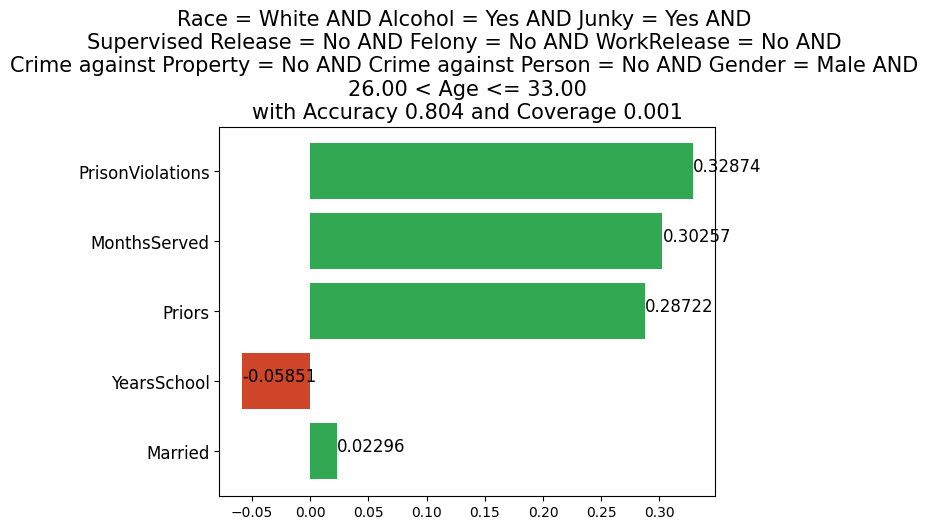 Race = White AND Alcohol = Yes AND Junky = Yes AND
Supervised Release = No AND Felony = No AND WorkRelease = No AND
Crime against Property = No AND Crime against Person = No AND Gender = Male AND
26.00 < Age <= 33.00
with Accuracy 0.804 and Coverage 0.001
PrisonViolations 0.32874
MonthsServed 0.30257
Priors 0.28722
YearsSchool -0.05851
Married 0.02296
−0.05 0.00 0.05 0.10 0.15 0.20 0.25 0.30